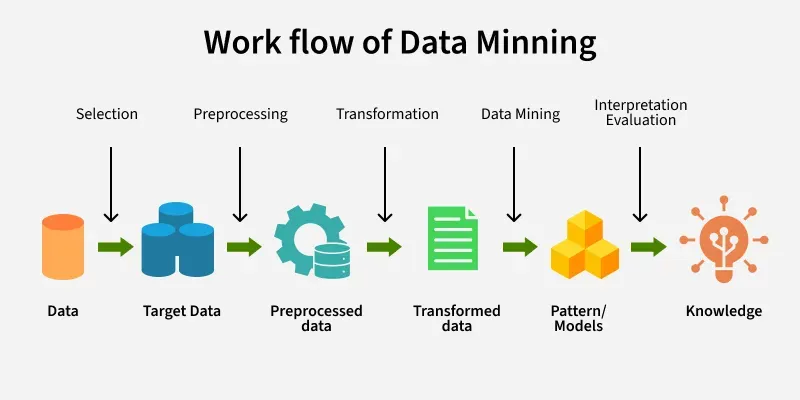 Work flow of Data Minning
Selection
Preprocessing
Transformation
Data Mining
Interpretation
Evaluation
Data
Target Data
Preprocessed
data
Transformed
data
Pattern/
Models
Knowledge